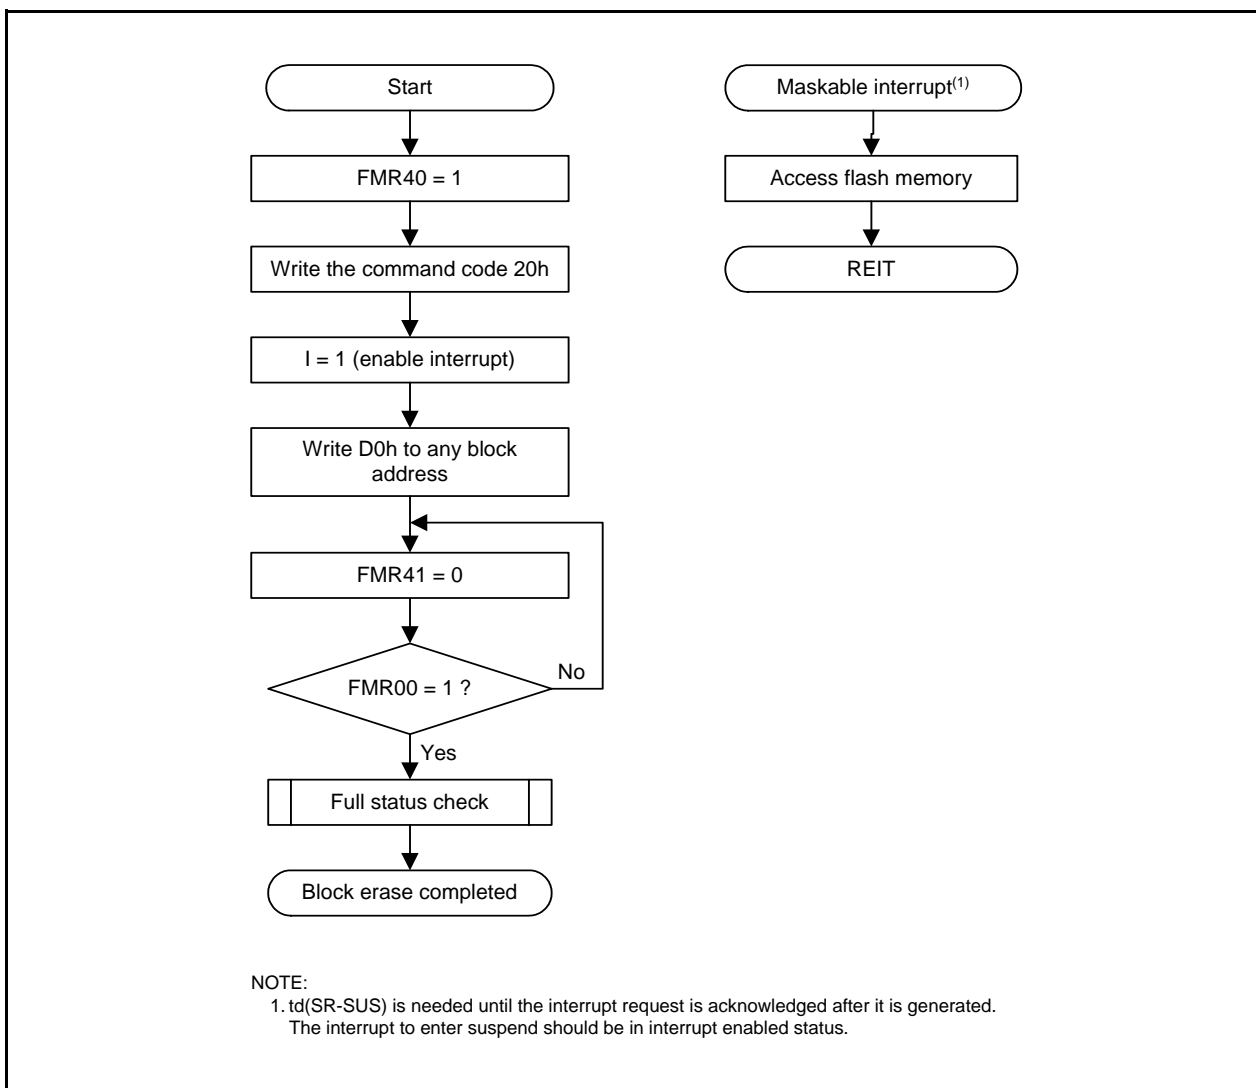 Start
FMR40 = 1
Write the command code 20h
I = 1 (enable interrupt)
Write D0h to any block
address
FMR41 = 0
FMR00 = 1 ?
No
Yes
Full status check
Block erase completed
Maskable interrupt(1)
Access flash memory
REIT
NOTE:
1. td(SR-SUS) is needed until the interrupt request is acknowledged after it is generated.
The interrupt to enter suspend should be in interrupt enabled status.